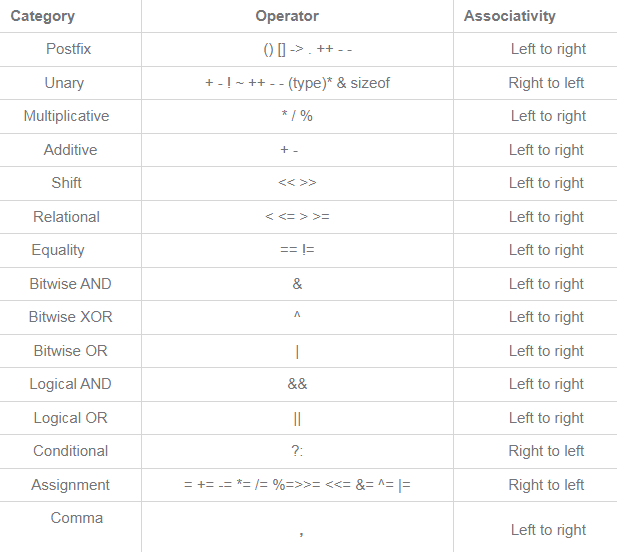 Category Operator Associativity
Postfix () [] -> . ++ - - Left to right
Unary + - ! ~ ++ - - (type)* & sizeof Right to left
Multiplicative * / % Left to right
Additive + - Left to right
Shift << >> Left to right
Relational < <= > >= Left to right
Equality == != Left to right
Bitwise AND & Left to right
Bitwise XOR ^ Left to right
Bitwise OR | Left to right
Logical AND && Left to right
Logical OR || Left to right
Conditional ?: Right to left
Assignment = += -= *= /= %=>>= <<= &= ^= |= Right to left
Comma , Left to right